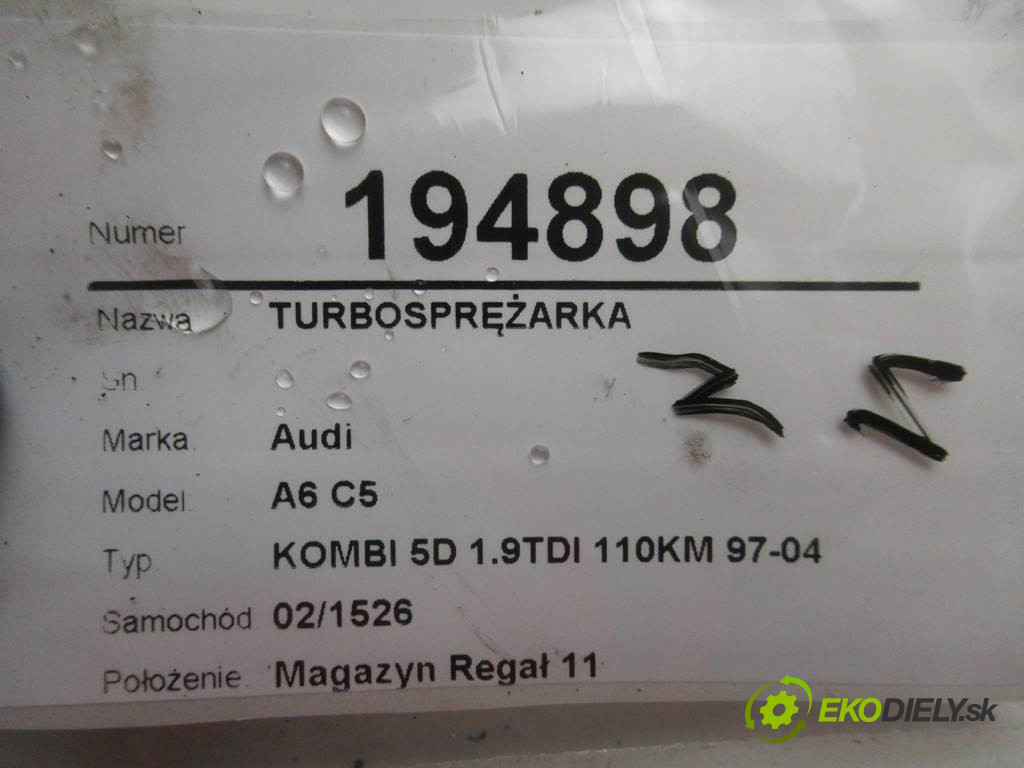 Numer 194898
Nazwa TURBOSPRĘŻARKA
Sn
Marka Audi
Model A6 C5
Typ KOMBI 5D 1.9TDI 110KM 97-04
Samochód 02/1526
Położenie Magazyn Regał 11
EKODIELY.sk